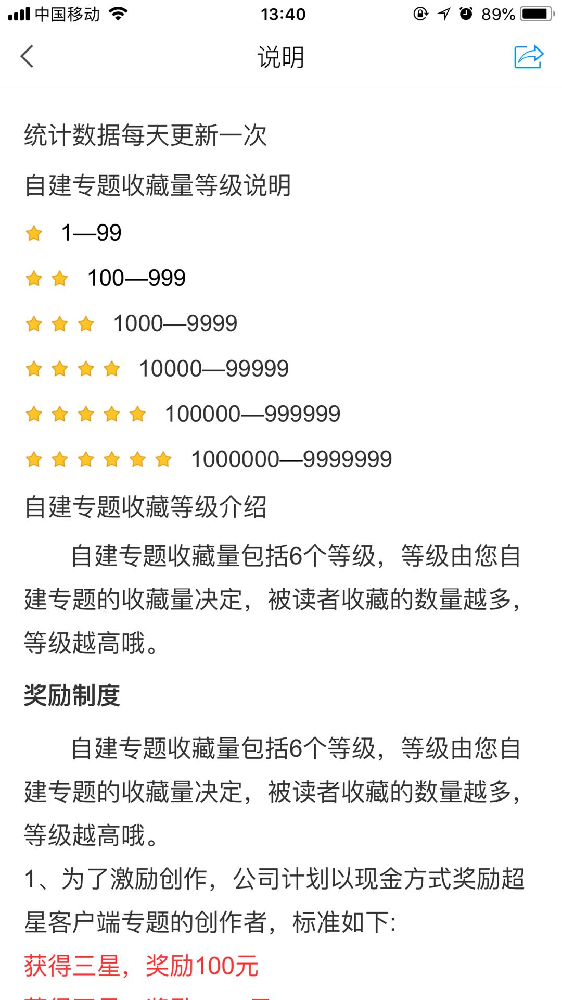 中国移动 13:40 89%
说明
统计数据每天更新一次
自建专题收藏量等级说明
1—99
100—999
1000—9999
10000—99999
100000—999999
1000000—9999999
自建专题收藏等级介绍
自建专题收藏量包括6个等级，等级由您自
建专题的收藏量决定，被读者收藏的数量越多，
等级越高哦。
奖励制度
自建专题收藏量包括6个等级，等级由您自
建专题的收藏量决定，被读者收藏的数量越多，
等级越高哦。
1、为了激励创作，公司计划以现金方式奖励超
星客户端专题的创作者，标准如下:
获得三星，奖励100元